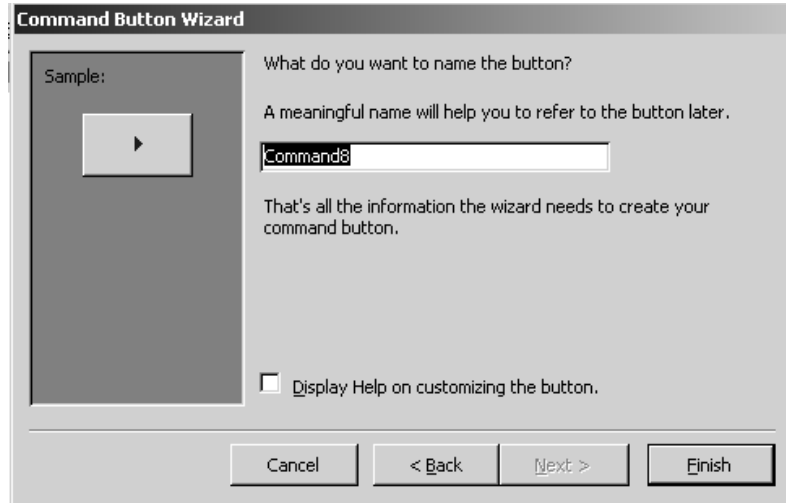 Command Button Wizard
Sample:
What do you want to name the button?
A meaningful name will help you to refer to the button later.
Command8
That's all the information the wizard needs to create your
command button.
Display Help on customizing the button.
Cancel
< Back
Next >
Finish